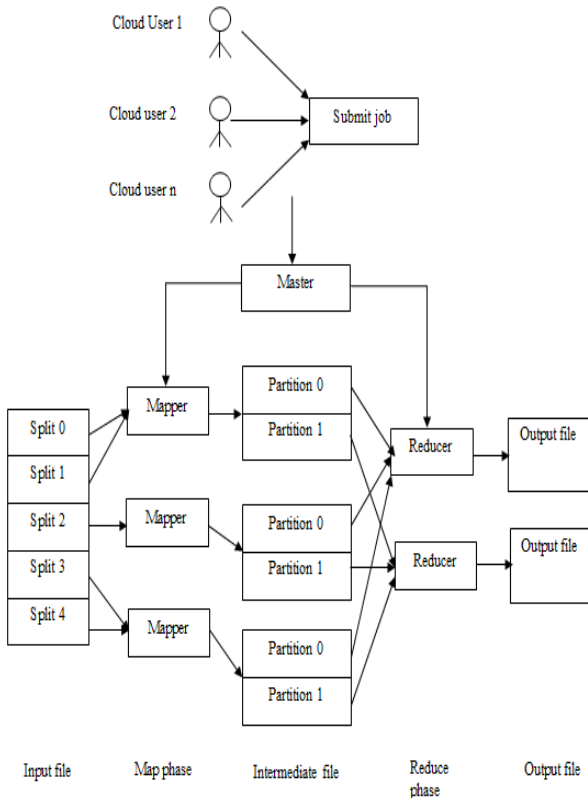 Cloud User 1
Cloud user 2
Submit job
Cloud user n
Master
Split 0
Split 1
Split 2
Split 3
Split 4
Mapper
Mapper
Mapper
Partition 0
Partition 1
Partition 0
Partition 1
Partition 0
Partition 1
Reducer
Reducer
Output file
Output file
Input file
Map phase
Intermediate file
Reduce
phase
Output file